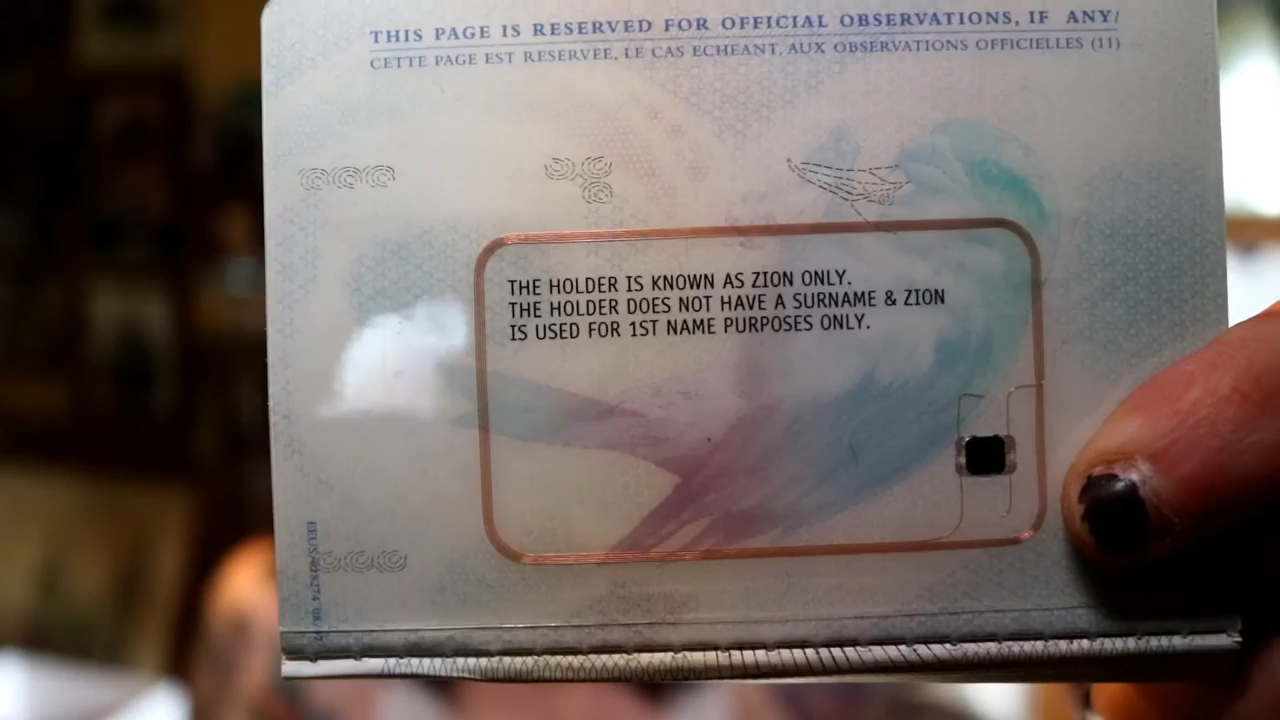 THIS PAGE IS RESERVED FOR OFFICIAL OBSERVATIONS, IF ANY/
CETTE PAGE EST RESERVEE, LE CAS ECHEANT, AUX OBSERVATIONS OFFICIELLES (11)
THE HOLDER IS KNOWN AS ZION ONLY.
THE HOLDER DOES NOT HAVE A SURNAME & ZION
IS USED FOR 1ST NAME PURPOSES ONLY.